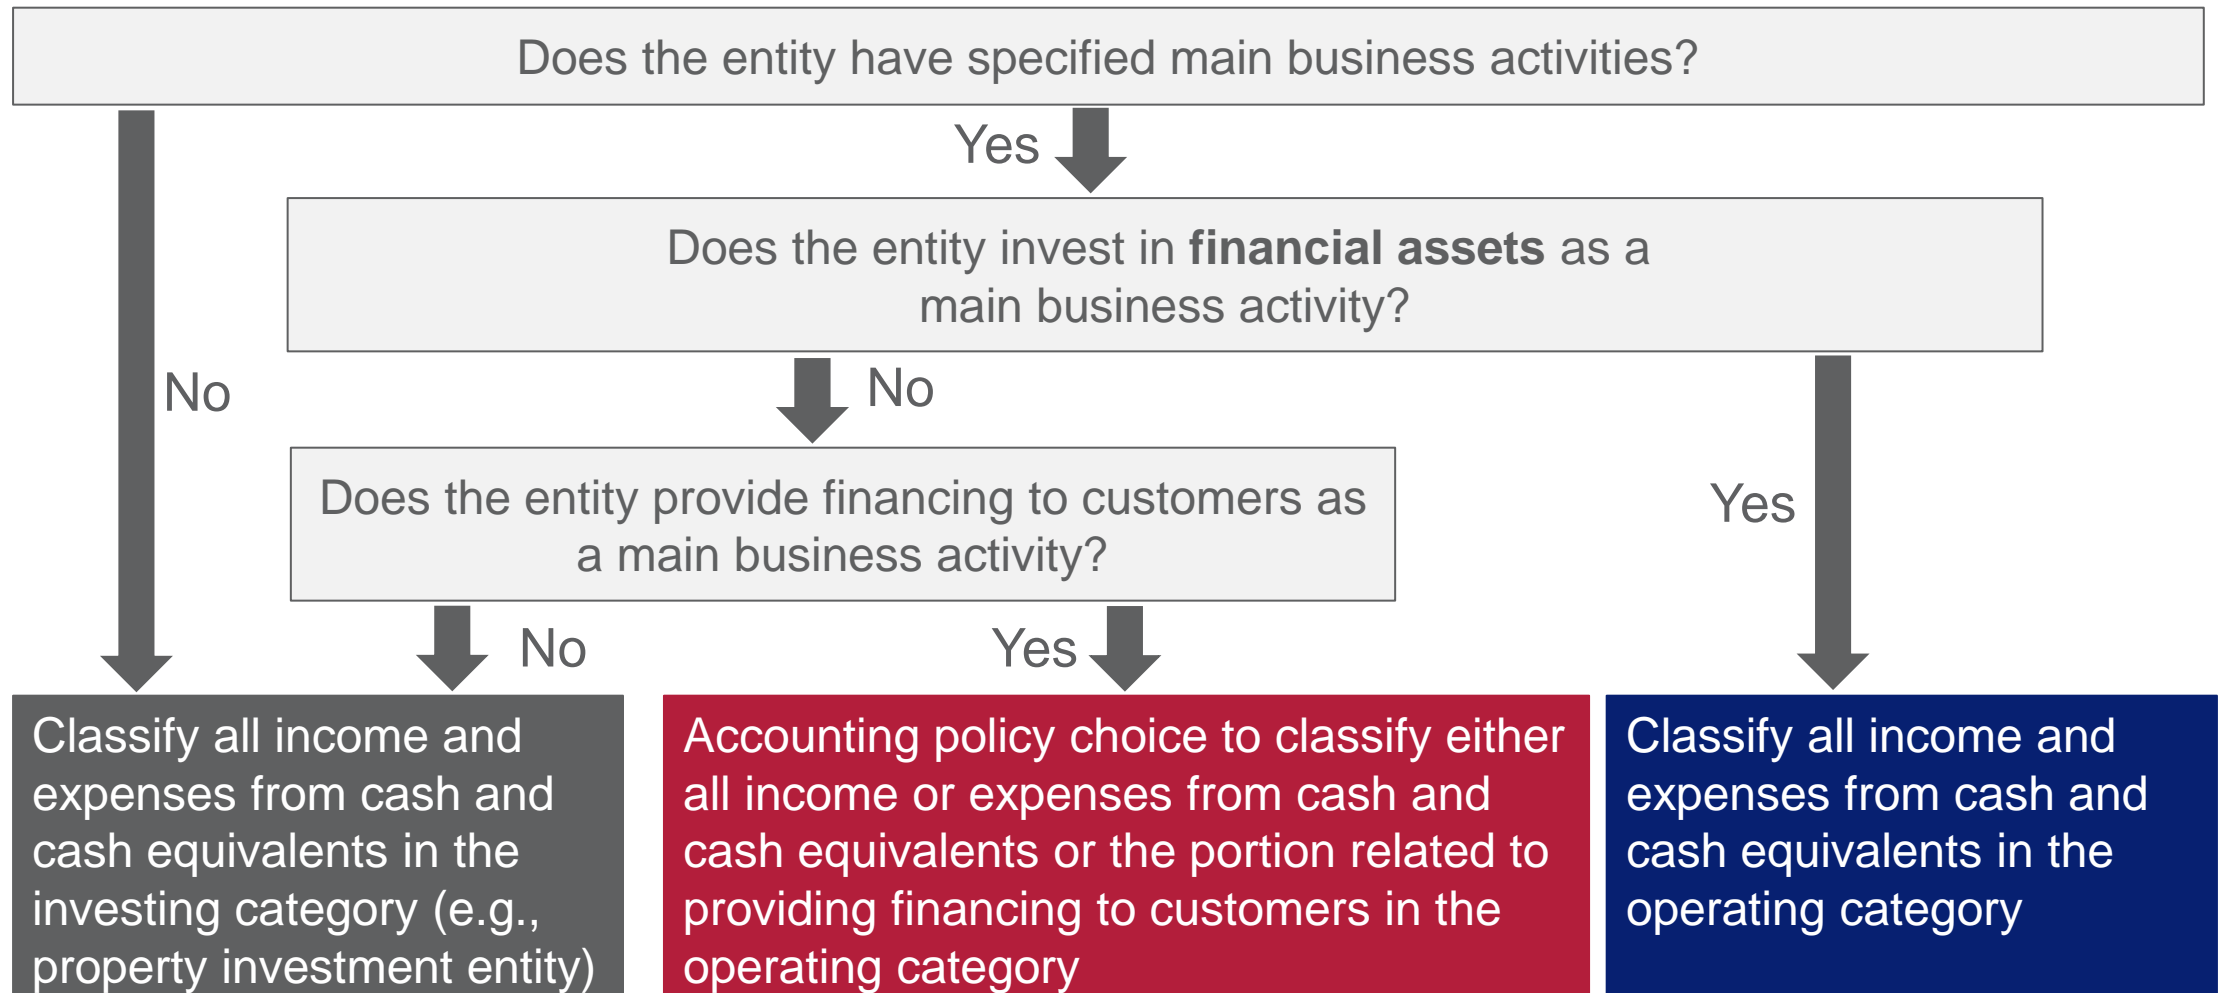 Does the entity have specified main business activities?
Yes
Does the entity invest in financial assets as a
main business activity?
No
No
Does the entity provide financing to customers as
a main business activity?
Yes
No
Yes
Classify all income and
expenses from cash and
cash equivalents in the
investing category (e.g.,
property investment entity)
Accounting policy choice to classify either
all income or expenses from cash and
cash equivalents or the portion related to
providing financing to customers in the
operating category
Classify all income and
expenses from cash and
cash equivalents in the
operating category